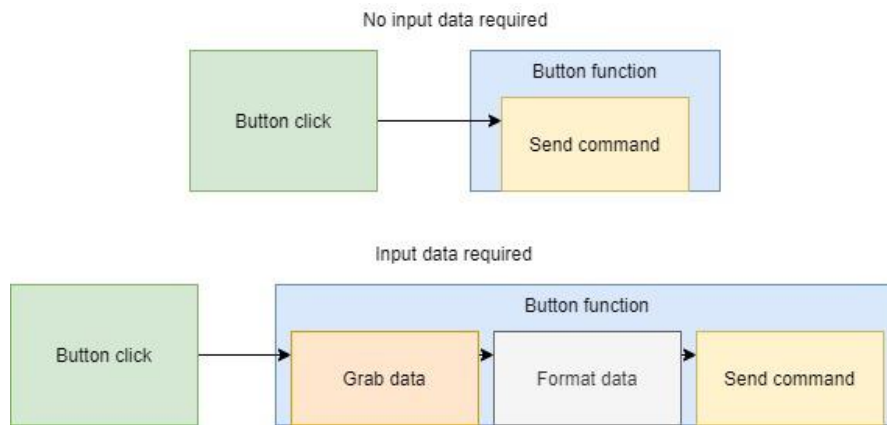 No input data required
Button function
Button click
Send command
Input data required
Button function
Button click
Grab data
Format data
Send command